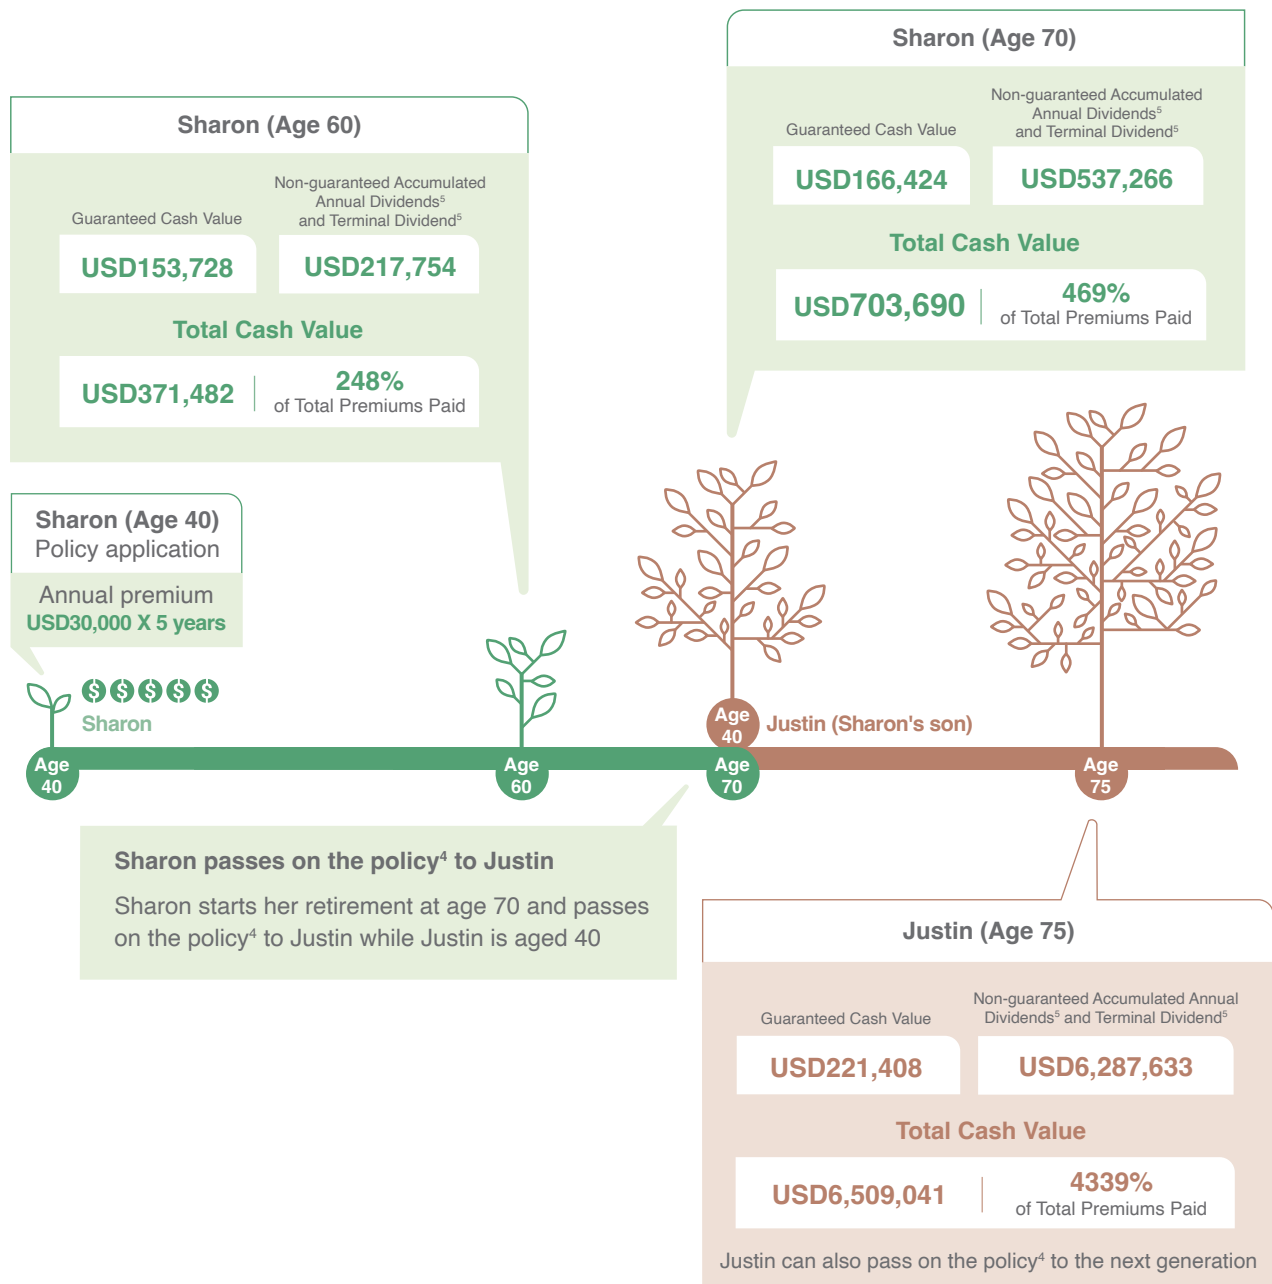 Sharon (Age 40)
Policy application
Annual premium
USD30,000 X 5 years
Sharon (Age 60)
Guaranteed Cash Value
Non-guaranteed Accumulated
Annual Dividends⁵
and Terminal Dividend⁵
USD153,728
USD217,754
Total Cash Value
USD371,482
248%
of Total Premiums Paid
Sharon (Age 70)
Guaranteed Cash Value
Non-guaranteed Accumulated
Annual Dividends⁵
and Terminal Dividend⁵
USD166,424
USD537,266
Total Cash Value
USD703,690
469%
of Total Premiums Paid
$ $ $ $ $
Sharon
Age
40
Justin (Sharon's son)
Age
40
Age
60
Age
70
Age
75
Sharon passes on the policy⁴ to Justin
Sharon starts her retirement at age 70 and passes
on the policy⁴ to Justin while Justin is aged 40
Justin (Age 75)
Guaranteed Cash Value
Non-guaranteed Accumulated Annual
Dividends⁵ and Terminal Dividend⁵
USD221,408
USD6,287,633
Total Cash Value
USD6,509,041
4339%
of Total Premiums Paid
Justin can also pass on the policy⁴ to the next generation